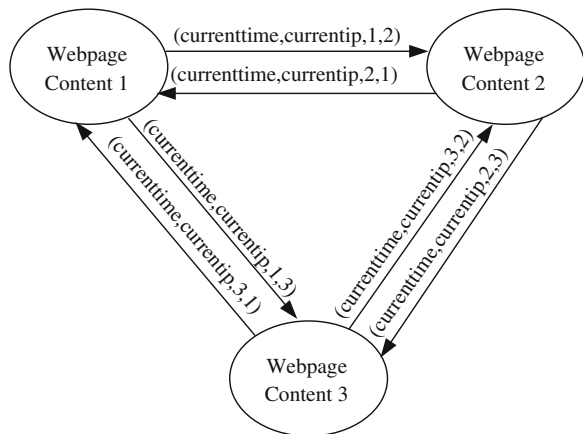 Webpage
Content 1
(currenttime,currentip,1,2)
(currenttime,currentip,2,1)
Webpage
Content 2
(currenttime,currentip,3,1)
(currenttime,currentip,1,3)
(currenttime,currentip,3,2)
(currenttime,currentip,2,3)
Webpage
Content 3